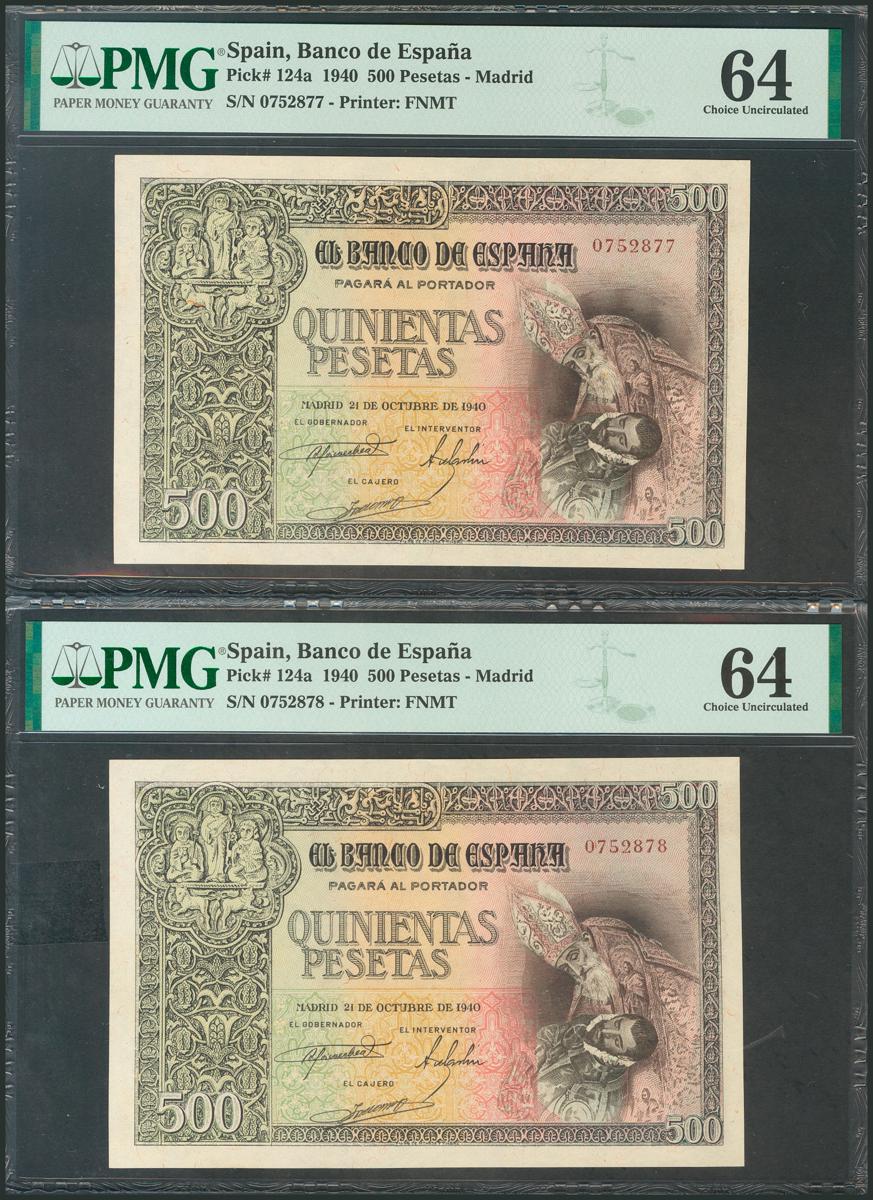 PMG®
PAPER MONEY GUARANTY
Spain, Banco de España
Pick# 124a 1940 500 Pesetas - Madrid
S/N 0752877 - Printer: FNMT
64
Choice Uncirculated
500
EL BANCO DE ESPAÑA
0752877
PAGARÁ AL PORTADOR
QUINIENTAS
PESETAS
MADRID 21 DE OCTUBRE DE 1940
EL GOBERNADOR
EL INTERVENTOR
EL CAJERO
500
500
PMG®
PAPER MONEY GUARANTY
Spain, Banco de España
Pick# 124a 1940 500 Pesetas - Madrid
S/N 0752878 - Printer: FNMT
64
Choice Uncirculated
500
EL BANCO DE ESPAÑA
0752878
PAGARÁ AL PORTADOR
QUINIENTAS
PESETAS
MADRID 21 DE OCTUBRE DE 1940
EL GOBERNADOR
EL INTERVENTOR
EL CAJERO
500
500